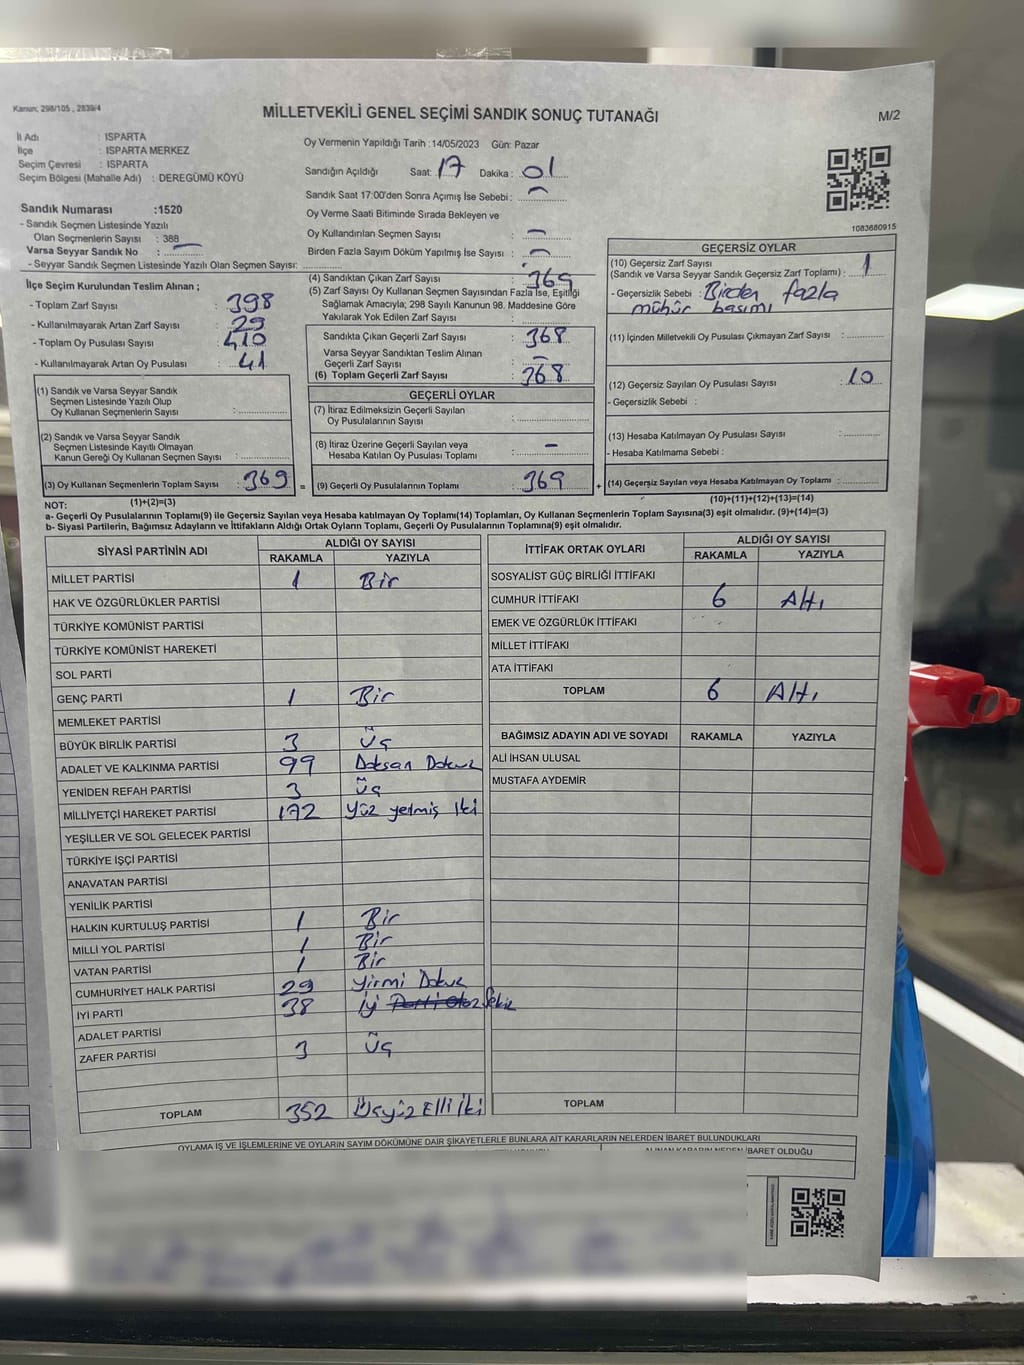 Kanun; 298/105 , 2839/4
MİLLETVEKİLİ GENEL SEÇİMİ SANDIK SONUÇ TUTANAĞI
M/2
İl Adı : ISPARTA
İlçe : ISPARTA MERKEZ
Seçim Çevresi : ISPARTA
Seçim Bölgesi (Mahalle Adı) : DEREGÜMÜ KÖYÜ
Oy Vermenin Yapıldığı Tarih : 14/05/2023 Gün: Pazar
Sandığın Açıldığı Saat: 17 Dakika : 01
Sandık Saat 17:00'den Sonra Açımış İse Sebebi :
Oy Verme Saati Bitiminde Sırada Bekleyen ve
Oy Kullandırılan Seçmen Sayısı : -
Birden Fazla Sayım Döküm Yapılmış İse Sayısı : -
1083680915
Sandık Numarası :1520
- Sandık Seçmen Listesinde Yazılı
Olan Seçmenlerin Sayısı : 388
Varsa Seyyar Sandık No :
- Seyyar Sandık Seçmen Listesinde Yazılı Olan Seçmen Sayısı:
İlçe Seçim Kurulundan Teslim Alınan ;
- Toplam Zarf Sayısı : 398
- Kullanılmayarak Artan Zarf Sayısı : 29
- Toplam Oy Pusulası Sayısı : 410
- Kullanılmayarak Artan Oy Pusulası : 41
(4) Sandıktan Çıkan Zarf Sayısı : 369
(5) Zarf Sayısı Oy Kullanan Seçmen Sayısından Fazla İse, Eşitliği
Sağlamak Amacıyla; 298 Sayılı Kanunun 98. Maddesine Göre
Yakılarak Yok Edilen Zarf Sayısı :
Sandıkta Çıkan Geçerli Zarf Sayısı : 368
Varsa Seyyar Sandıktan Teslim Alınan
Geçerli Zarf Sayısı : -
(6) Toplam Geçerli Zarf Sayısı : 368
GEÇERSİZ OYLAR
(10) Geçersiz Zarf Sayısı
(Sandık ve Varsa Seyyar Sandık Geçersiz Zarf Toplamı) : 1
- Geçersizlik Sebebi : Birden fazla
mühür basımı
(11) İçinden Milletvekili Oy Pusulası Çıkmayan Zarf Sayısı :
(12) Geçersiz Sayılan Oy Pusulası Sayısı : 10
- Geçersizlik Sebebi :
(13) Hesaba Katılmayan Oy Pusulası Sayısı :
- Hesaba Katılmama Sebebi :
(14) Geçersiz Sayılan veya Hesaba Katılmayan Oy Toplamı :
(10)+(11)+(12)+(13)=(14)
(1) Sandık ve Varsa Seyyar Sandık
Seçmen Listesinde Yazılı Olup
Oy Kullanan Seçmenlerin Sayısı :
(2) Sandık ve Varsa Seyyar Sandık
Seçmen Listesinde Kayıtlı Olmayan
Kanun Gereği Oy Kullanan Seçmen Sayısı :
(3) Oy Kullanan Seçmenlerin Toplam Sayısı : 369 =
(1)+(2)=(3)
GEÇERLİ OYLAR
(7) İtiraz Edilmeksizin Geçerli Sayılan
Oy Pusulalarının Sayısı :
(8) İtiraz Üzerine Geçerli Sayılan veya
Hesaba Katılan Oy Pusulası Toplamı : -
(9) Geçerli Oy Pusulalarının Toplamı : 369 +
NOT:
a- Geçerli Oy Pusulalarının Toplamı(9) ile Geçersiz Sayılan veya Hesaba katılmayan Oy Toplamı(14) Toplamları, Oy Kullanan Seçmenlerin Toplam Sayısına(3) eşit olmalıdır. (9)+(14)=(3)
b- Siyasi Partilerin, Bağımsız Adayların ve İttifakların Aldığı Ortak Oyların Toplamı, Geçerli Oy Pusulalarının Toplamına(9) eşit olmalıdır.
SİYASİ PARTİNİN ADI
ALDIĞI OY SAYISI
RAKAMLA YAZIYLA
MİLLET PARTİSİ 1 Bir
HAK VE ÖZGÜRLÜKLER PARTİSİ
TÜRKİYE KOMÜNİST PARTİSİ
TÜRKİYE KOMÜNİST HAREKETİ
SOL PARTİ
GENÇ PARTİ 1 Bir
MEMLEKET PARTİSİ
BÜYÜK BİRLİK PARTİSİ 3 Üç
ADALET VE KALKINMA PARTİSİ 99 Doksan Dokuz
YENİDEN REFAH PARTİSİ 3 Üç
MİLLİYETÇİ HAREKET PARTİSİ 172 Yüz yetmiş İki
YEŞİLLER VE SOL GELECEK PARTİSİ
TÜRKİYE İŞÇİ PARTİSİ
ANAVATAN PARTİSİ
YENİLİK PARTİSİ
HALKIN KURTULUŞ PARTİSİ 1 Bir
MİLLİ YOL PARTİSİ 1 Bir
VATAN PARTİSİ 1 Bir
CUMHURİYET HALK PARTİSİ 29 Yirmi Dokuz
İYİ PARTİ 38 İyi Parti Otuz Sekiz
ADALET PARTİSİ
ZAFER PARTİSİ 3 Üç
TOPLAM 352 Üçyüz Elli İki
İTTİFAK ORTAK OYLARI
ALDIĞI OY SAYISI
RAKAMLA YAZIYLA
SOSYALİST GÜÇ BİRLİĞİ İTTİFAKI
CUMHUR İTTİFAKI 6 Altı
EMEK VE ÖZGÜRLÜK İTTİFAKI
MİLLET İTTİFAKI
ATA İTTİFAKI
TOPLAM 6 Altı
BAĞIMSIZ ADAYIN ADI VE SOYADI RAKAMLA YAZIYLA
ALİ İHSAN ULUSAL
MUSTAFA AYDEMİR
TOPLAM
OYLAMA İŞ VE İŞLEMLERİNE VE OYLARIN SAYIM DÖKÜMÜNE DAİR ŞİKAYETLERLE BUNLARA AİT KARARLARIN NELERDEN İBARET BULUNDUKLARI
ALINAN KARARIN NEDEN İBARET OLDUĞU